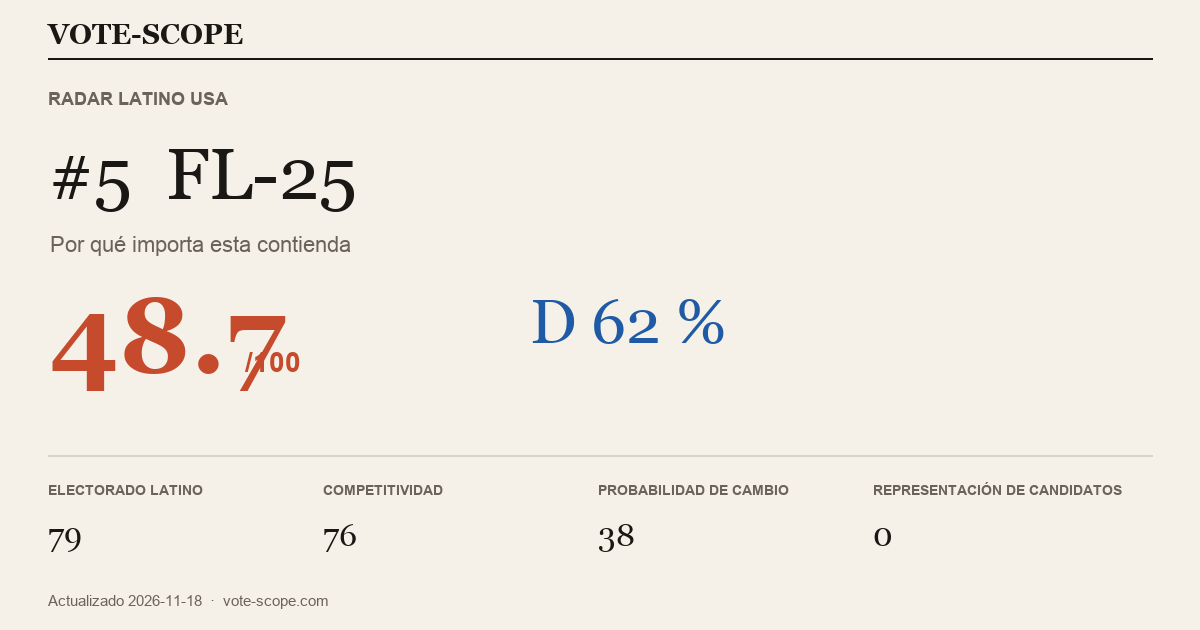 VOTE-SCOPE
RADAR LATINO USA
#5 FL-25
Por qué importa esta contienda
48.7 /100
D 62 %
ELECTORADO LATINO COMPETITIVIDAD PROBABILIDAD DE CAMBIO REPRESENTACIÓN DE CANDIDATOS
79 76 38 0
Actualizado 2026-11-18 · vote-scope.com